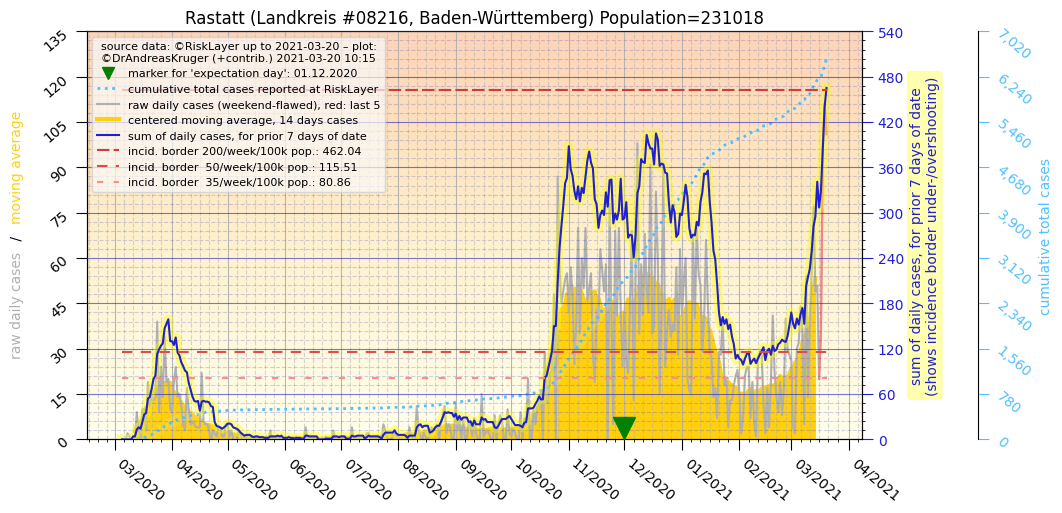 Rastatt (Landkreis #08216, Baden-Württemberg) Population=231018
source data: ©RiskLayer up to 2021-03-20 – plot:
©DrAndreasKruger (+contrib.) 2021-03-20 10:15
marker for 'expectation day': 01.12.2020
cumulative total cases reported at RiskLayer
raw daily cases (weekend-flawed), red: last 5
centered moving average, 14 days cases
sum of daily cases, for prior 7 days of date
incid. border 200/week/100k pop.: 462.04
incid. border  50/week/100k pop.: 115.51
incid. border  35/week/100k pop.: 80.86
raw daily cases / moving average
135
120
105
90
75
60
45
30
15
0
03/2020
04/2020
05/2020
06/2020
07/2020
08/2020
09/2020
10/2020
11/2020
12/2020
01/2021
02/2021
03/2021
04/2021
540
480
420
360
300
240
180
120
60
0
sum of daily cases, for prior 7 days of date
(shows incidence border under-/overshooting)
7,020
6,240
5,460
4,680
3,900
3,120
2,340
1,560
780
0
cumulative total cases